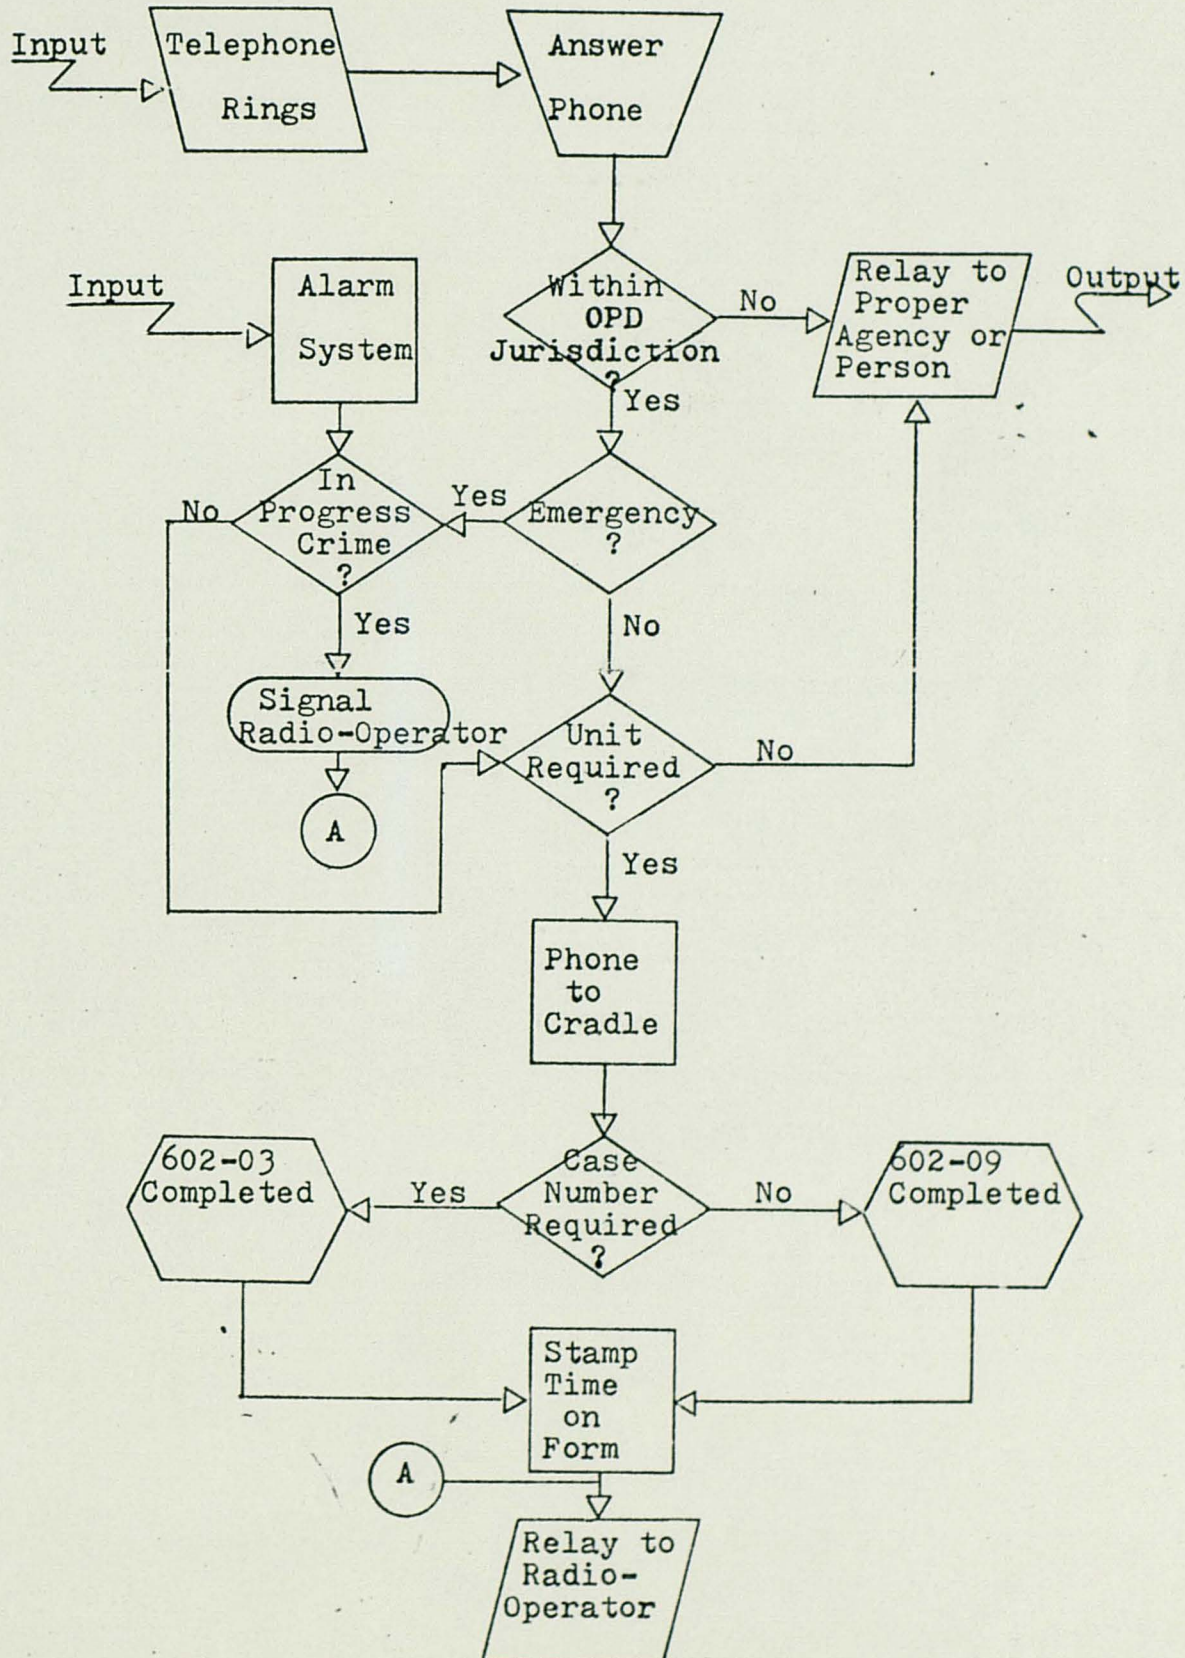 Input
Telephone
Rings
Answer
Phone
Input
Alarm
System
Within
OPD
Jurisdiction
?
No
Relay to
Proper
Agency or
Person
Output
Yes
In
Progress
Crime
?
No
Yes
Emergency
?
Yes
No
Signal
Radio-Operator
A
Unit
Required
?
No
Yes
Phone
to
Cradle
602-03
Completed
Yes
Case
Number
Required
?
No
602-09
Completed
Stamp
Time
on
Form
A
Relay to
Radio-
Operator